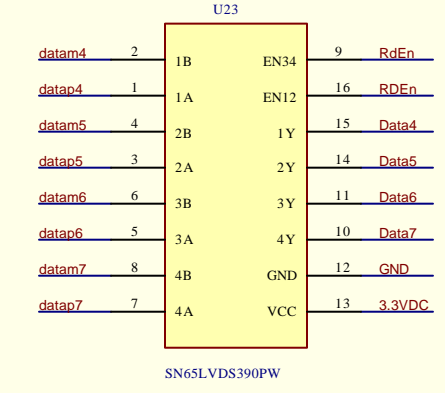 U23
datam4 2 1B EN34 9 RdEn
datap4 1 1A EN12 16 RDEn
datam5 4 2B 1Y 15 Data4
datap5 3 2A 2Y 14 Data5
datam6 6 3B 3Y 11 Data6
datap6 5 3A 4Y 10 Data7
datam7 8 4B GND 12 GND
datap7 7 4A VCC 13 3.3VDC
SN65LVDS390PW